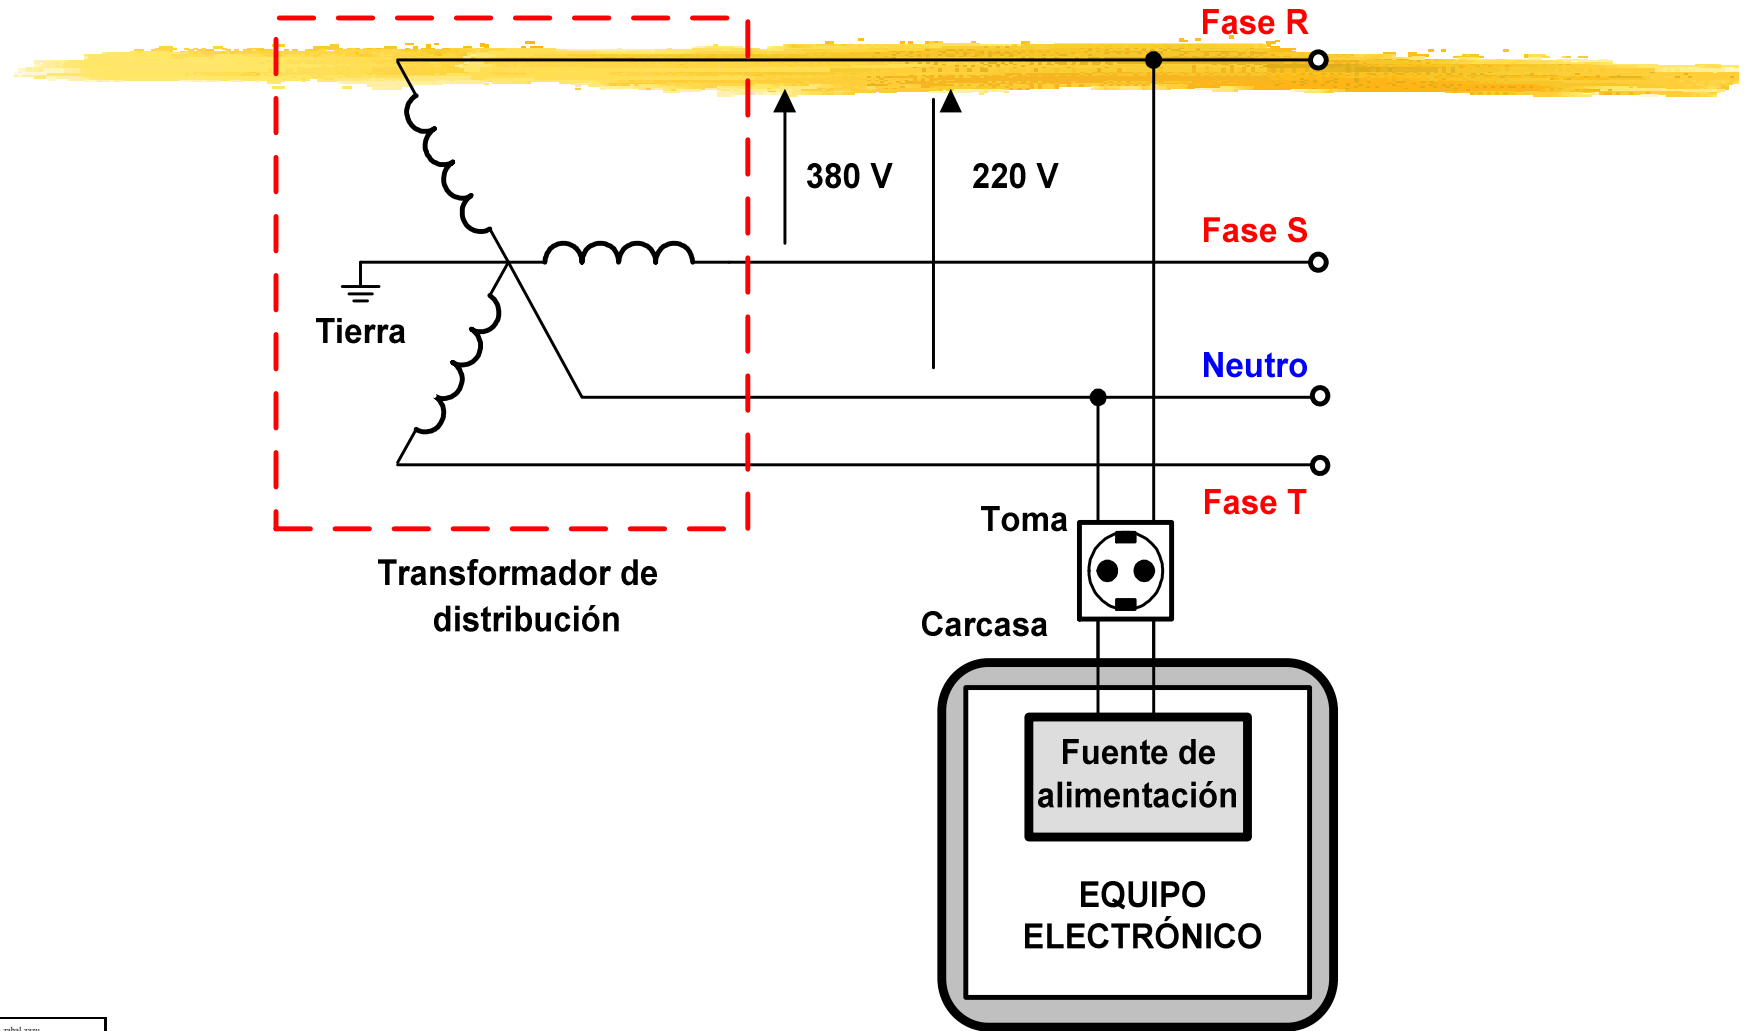 Fase R
380 V
220 V
Fase S
Tierra
Neutro
Fase T
Toma
Transformador de
distribución
Carcasa
Fuente de
alimentación
EQUIPO
ELECTRÓNICO